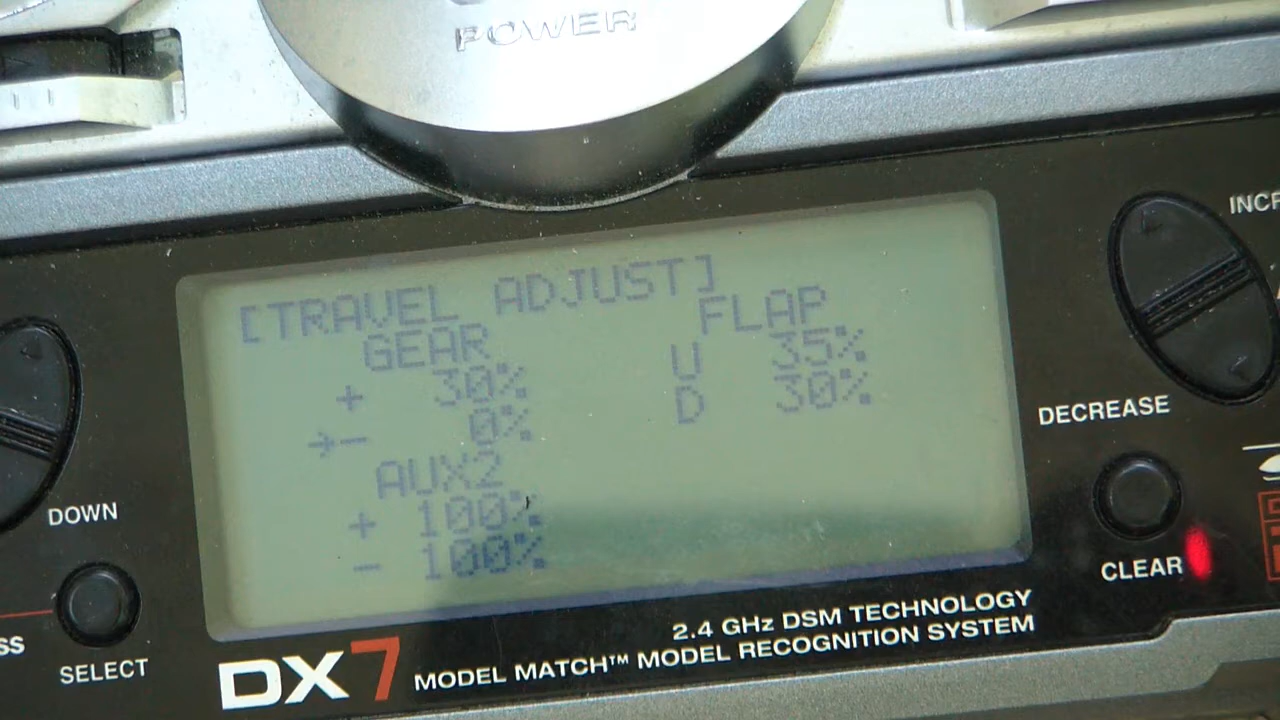 POWER
[TRAVEL ADJUST]
GEAR FLAP
+ 30% U 35%
→- 0% D 30%
AUX2
+ 100%
- 100%
DOWN
SELECT
DECREASE
CLEAR
DX7
2.4 GHz DSM TECHNOLOGY
MODEL MATCH™ MODEL RECOGNITION SYSTEM